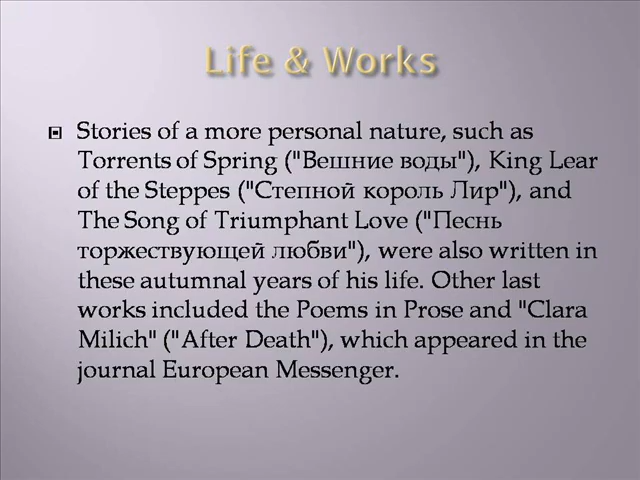 Life & Works
Stories of a more personal nature, such as
Torrents of Spring ("Вешние воды"), King Lear
of the Steppes ("Степной король Лир"), and
The Song of Triumphant Love ("Песнь
торжествующей любви"), were also written in
these autumnal years of his life. Other last
works included the Poems in Prose and "Clara
Milich" ("After Death"), which appeared in the
journal European Messenger.